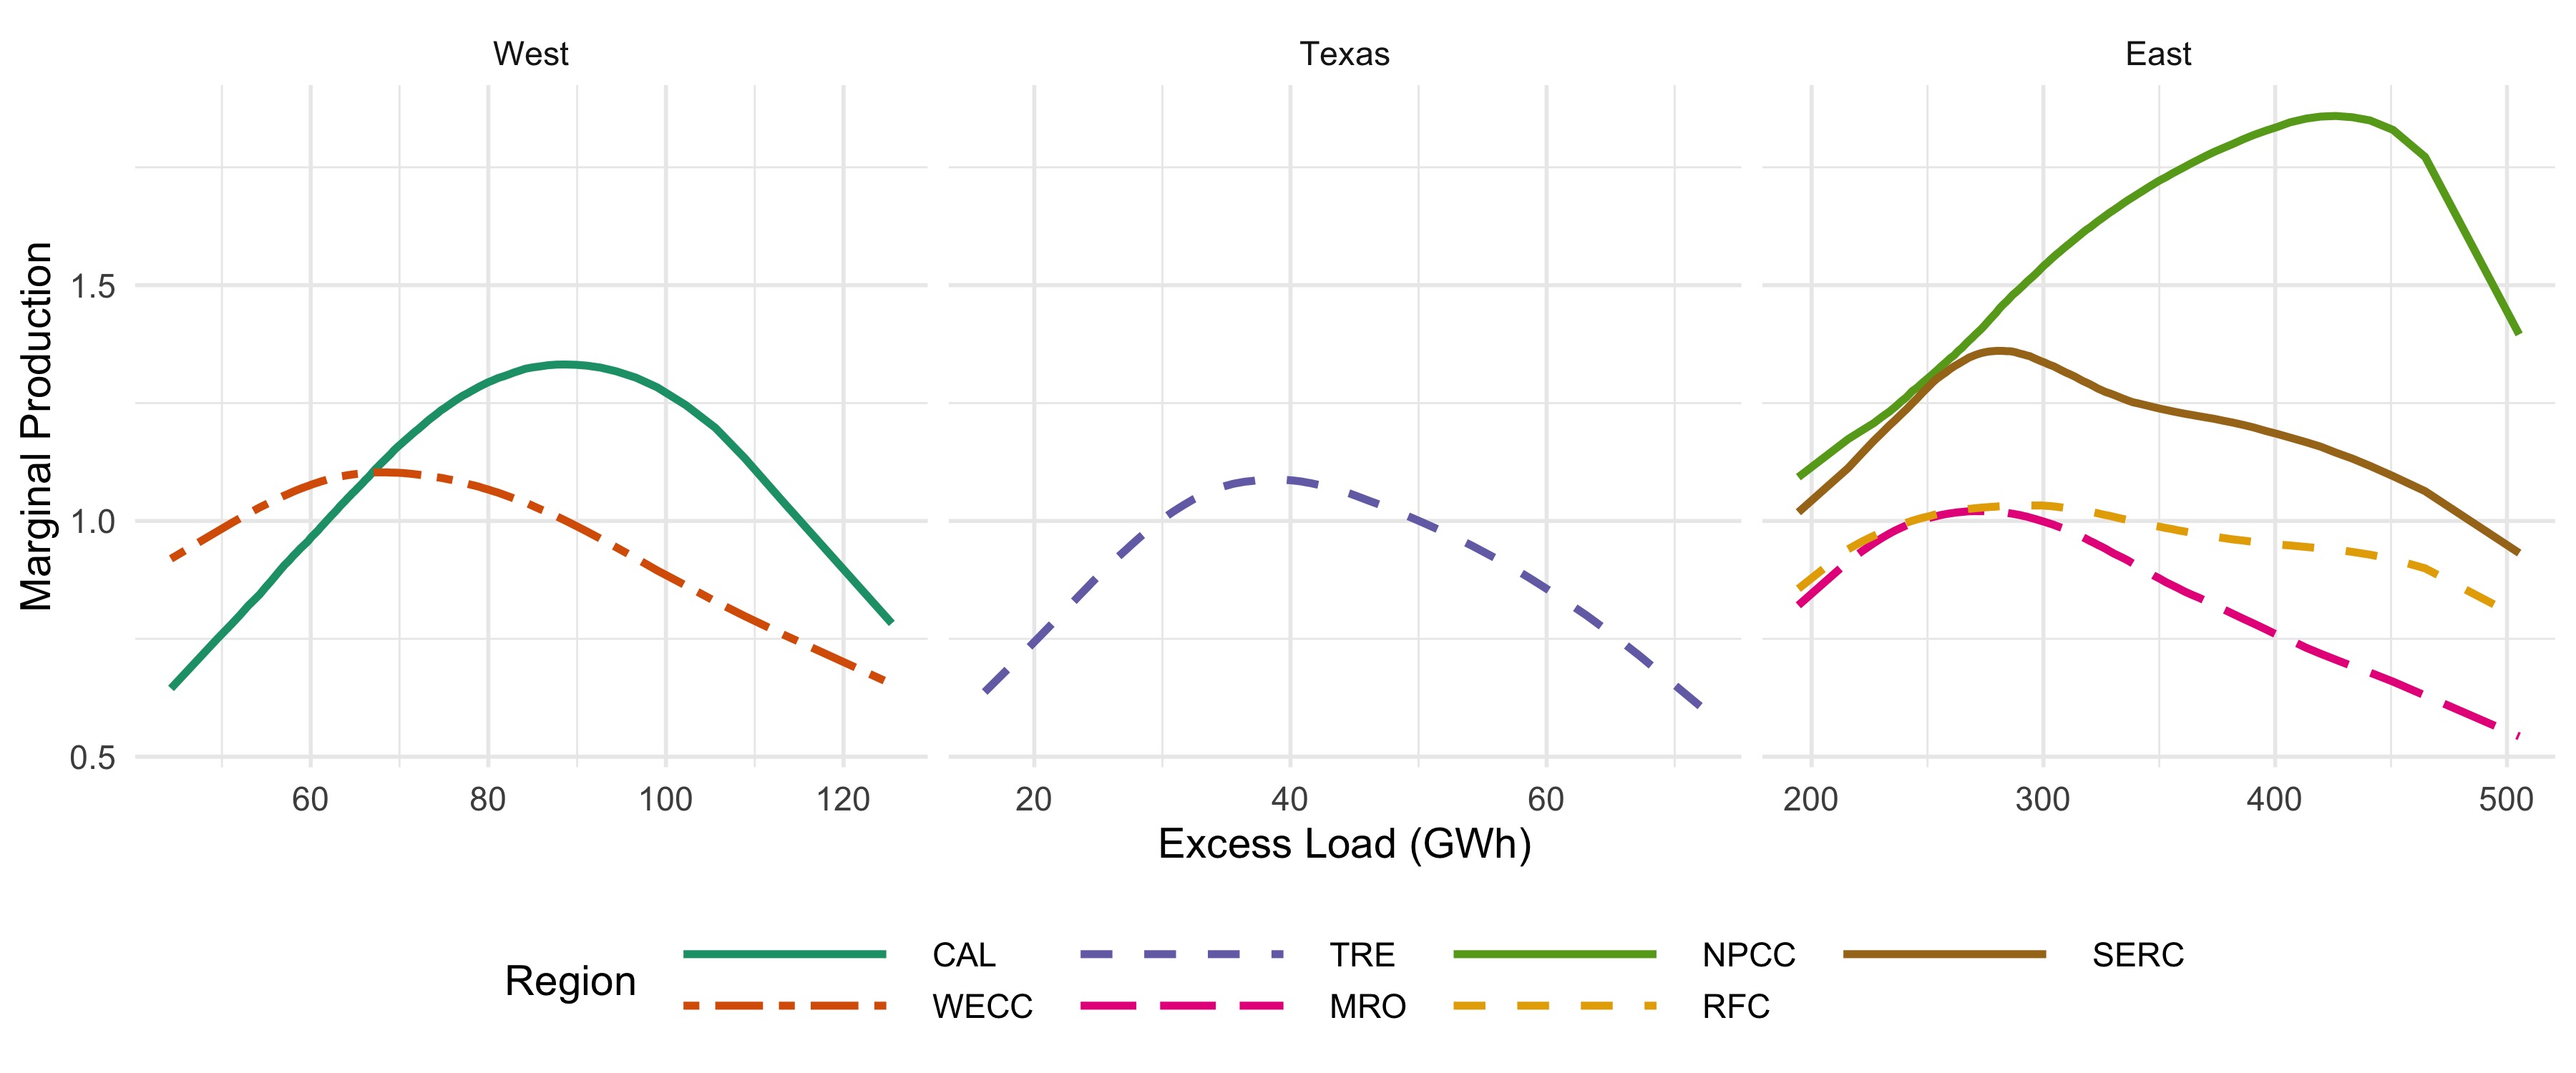 West Texas East
Marginal Production
1.5
1.0
0.5
60 80 100 120 20 40 60 200 300 400 500
Excess Load (GWh)
Region
CAL TRE NPCC SERC
WECC MRO RFC